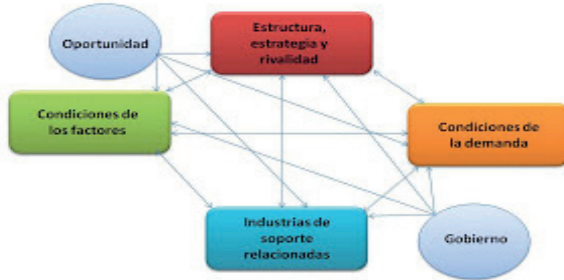 Oportunidad
Estructura,
estrategia y
rivalidad
Condiciones de
los factores
Condiciones de
la demanda
Industrias de
soporte
relacionadas
Gobierno